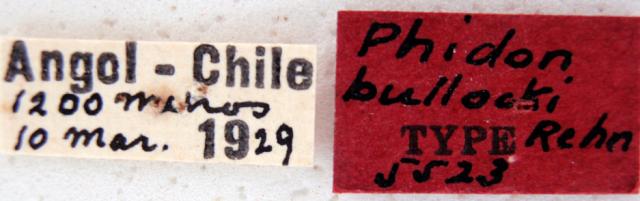 Angol - Chile
1200 metros
10 Mar. 1929
Phidon
bullocki
TYPE Rehn
5523